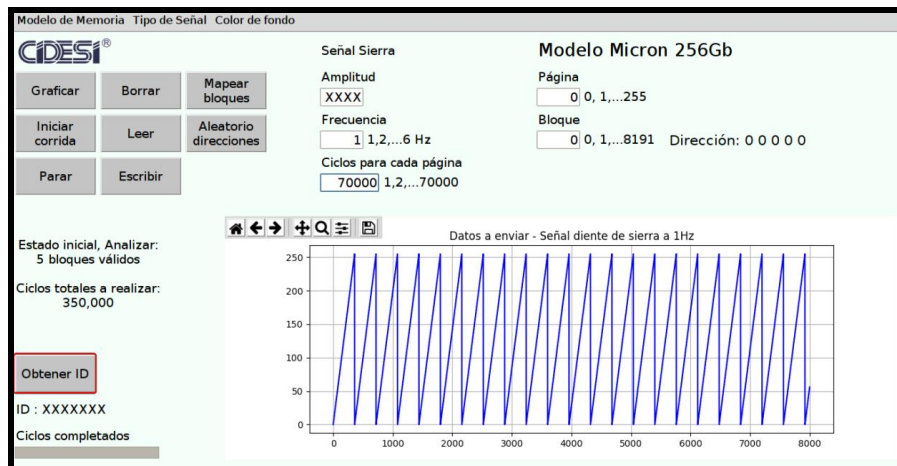 Modelo de Memoria Tipo de Señal Color de fondo
CIDESI®
Señal Sierra
Modelo Micron 256Gb
Graficar
Borrar
Mapear
bloques
Amplitud
XXXX
Página
0 0, 1,...255
Iniciar
corrida
Leer
Aleatorio
direcciones
Frecuencia
1 1,2,...6 Hz
Bloque
0 0, 1,...8191 Dirección: 0 0 0 0 0
Parar
Escribir
Ciclos para cada página
70000 1,2,...70000
Estado inicial, Analizar:
5 bloques válidos
Ciclos totales a realizar:
350,000
Obtener ID
ID : XXXXXXX
Ciclos completados
Datos a enviar - Señal diente de sierra a 1Hz
250
200
150
100
50
0
0 1000 2000 3000 4000 5000 6000 7000 8000